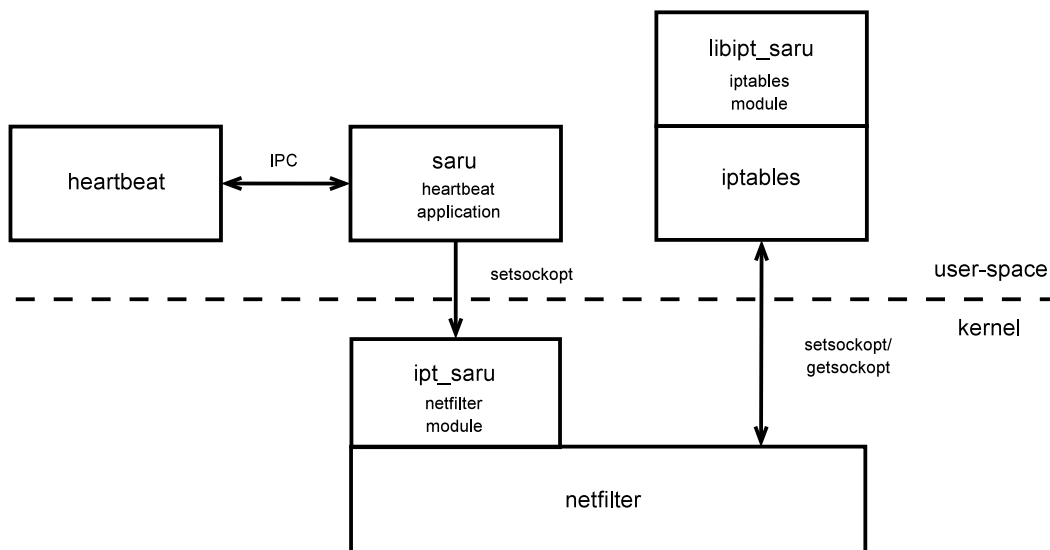 libipt_saru
iptables
module
heartbeat
IPC
saru
heartbeat
application
iptables
setsockopt
user-space
kernel
setsockopt/
getsockopt
ipt_saru
netfilter
module
netfilter